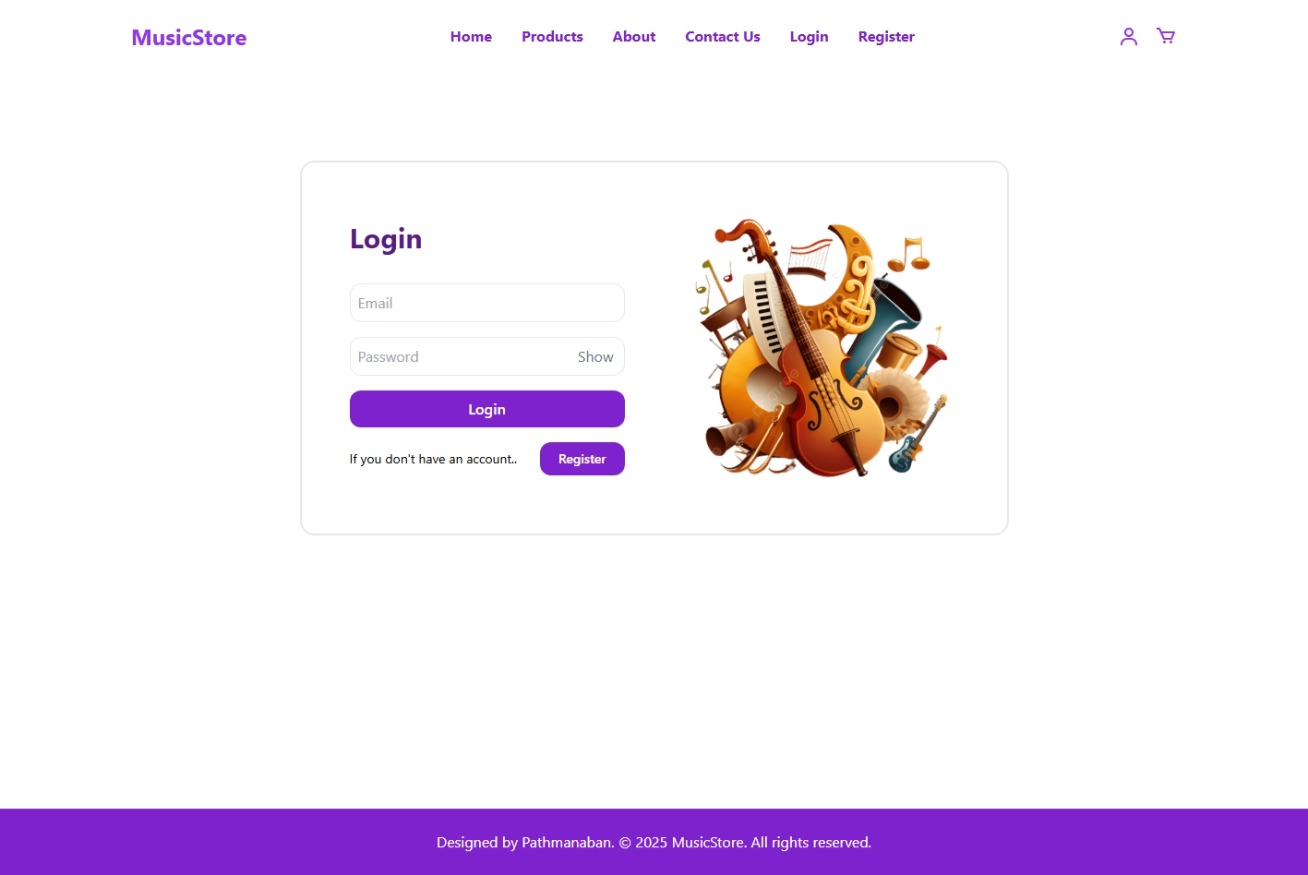 MusicStore Home Products About Contact Us Login Register
Login
Email
Password Show
Login
If you don't have an account.. Register
Designed by Pathmanaban. © 2025 MusicStore. All rights reserved.